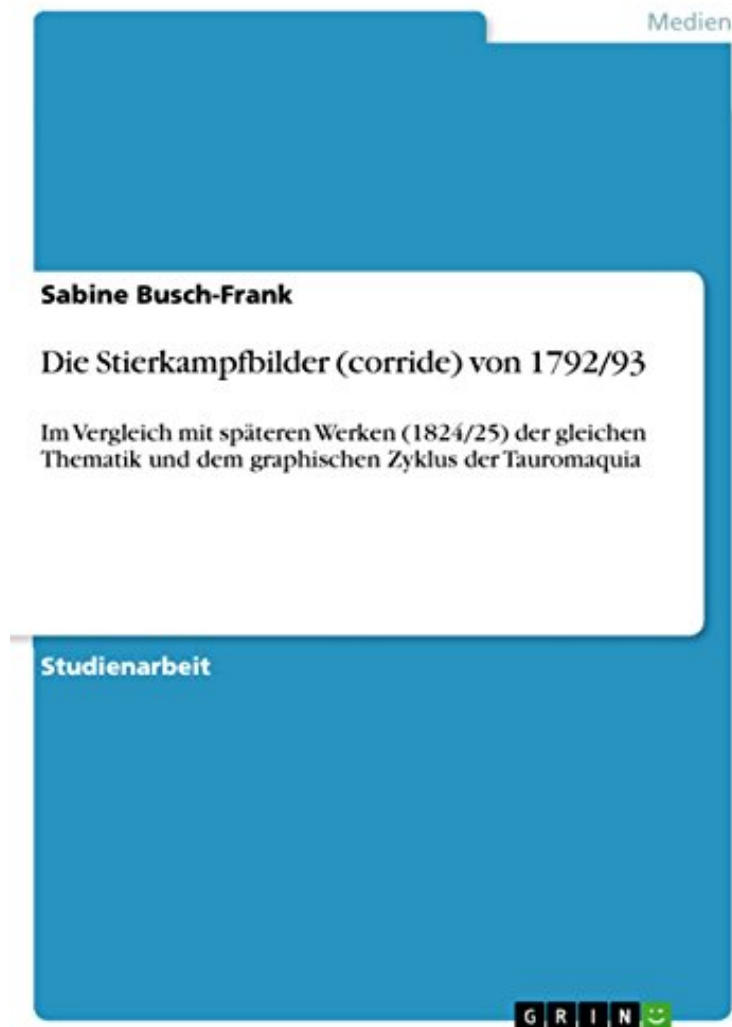 Medien
Sabine Busch-Frank
Die Stierkampfbilder (corride) von 1792/93
Im Vergleich mit späteren Werken (1824/25) der gleichen
Thematik und dem graphischen Zyklus der Tauromaquia
Studienarbeit
GRIN